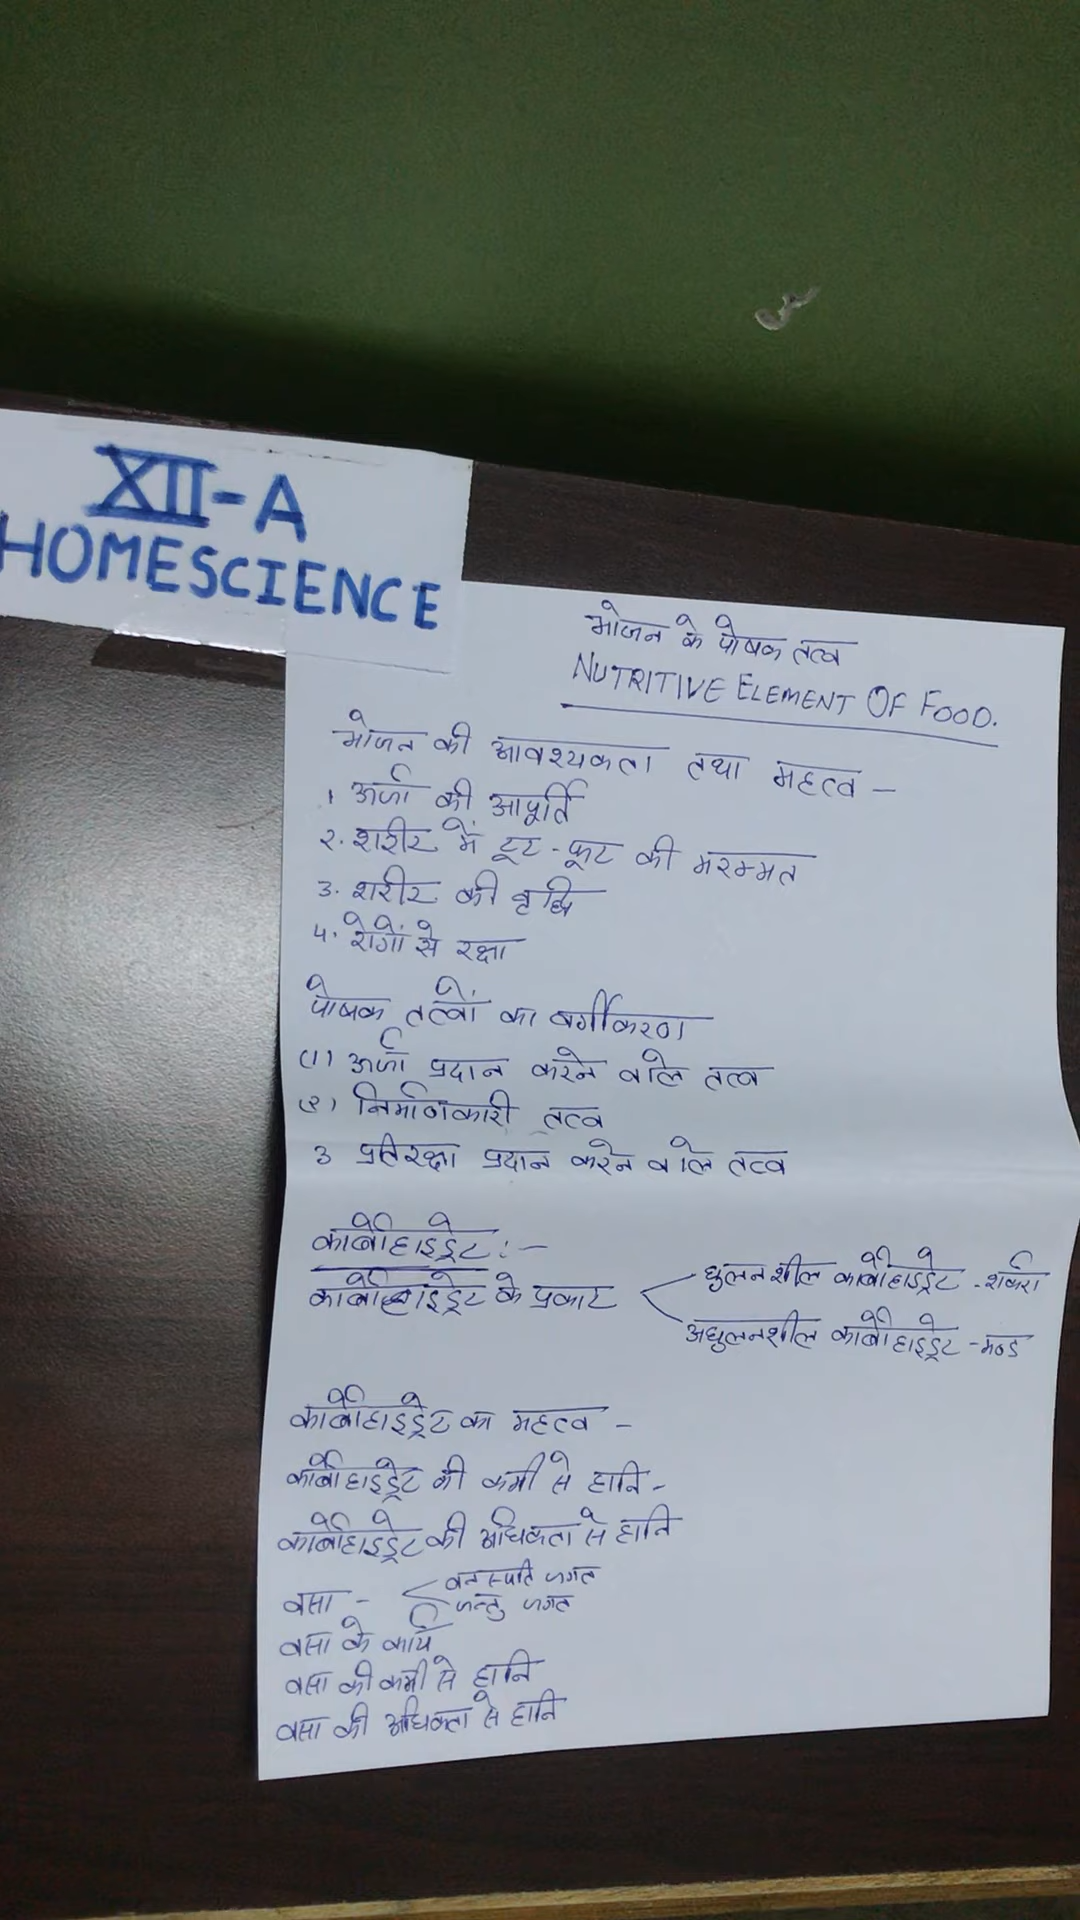 XII-A
HOMESCIENCE
भोजन के पोषक तत्व
NUTRITIVE ELEMENT OF FOOD.
भोजन की आवश्यकता तथा महत्व –
1. ऊर्जा की आपूर्ति
२. शरीर में टूट-फूट की मरम्मत
3. शरीर की वृद्धि
4. रोगों से रक्षा
पोषक तत्वों का वर्गीकरण
(1) ऊर्जा प्रदान करने वाले तत्व
(२) निर्माणकारी तत्व
3 प्रतिरक्षा प्रदान करने वाले तत्व
कार्बोहाइड्रेट :-
कार्बोहाइड्रेट के प्रकार
घुलनशील कार्बोहाइड्रेट - शर्करा
अघुलनशील कार्बोहाइड्रेट - मण्ड
कार्बोहाइड्रेट का महत्व –
कार्बोहाइड्रेट की कमी से हानि -
कार्बोहाइड्रेट की अधिकता से हानि
वसा - वनस्पति जगत
जन्तु जगत
वसा के कार्य
वसा की कमी से हानि
वसा की अधिकता से हानि